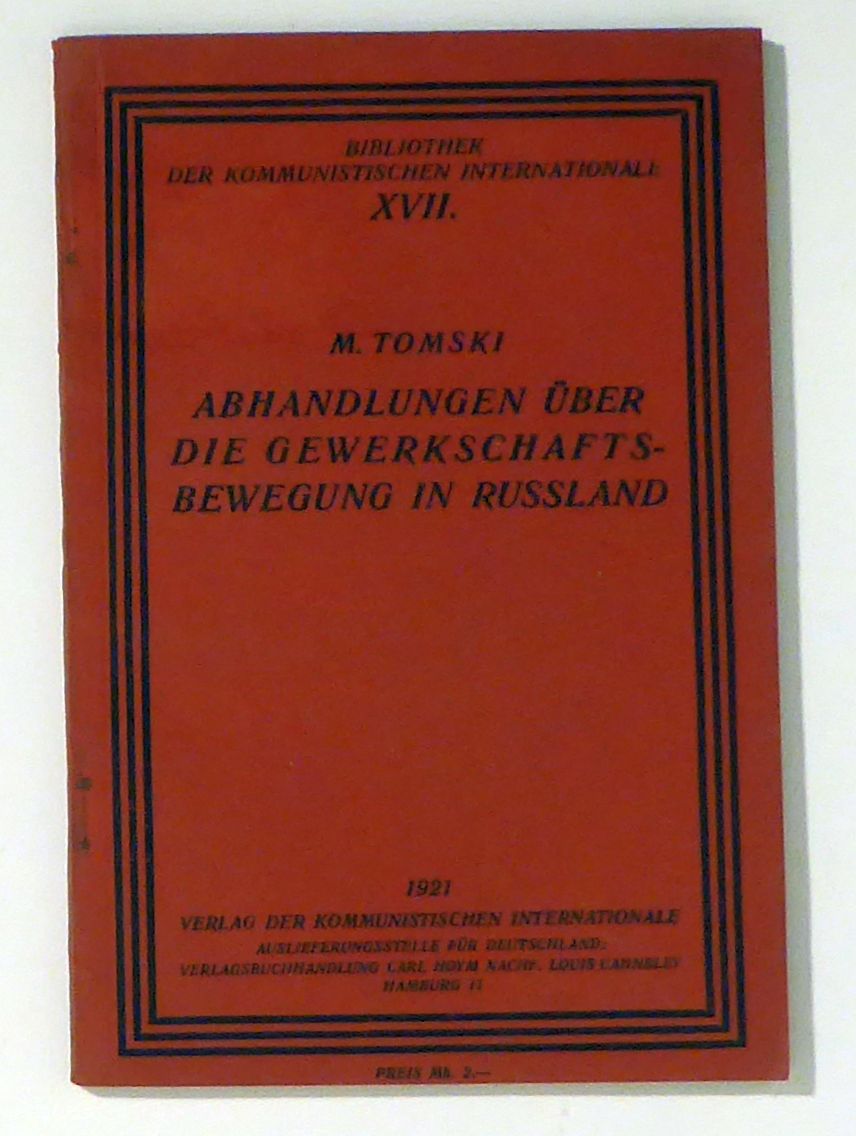 BIBLIOTHEK
DER KOMMUNISTISCHEN INTERNATIONALE
XVII.
M. TOMSKI
ABHANDLUNGEN ÜBER
DIE GEWERKSCHAFTS-
BEWEGUNG IN RUSSLAND
1921
VERLAG DER KOMMUNISTISCHEN INTERNATIONALE
AUSLIEFERUNGSSTELLE FÜR DEUTSCHLAND:
VERLAGSBUCHHANDLUNG CARL HOYM NACHF. LOUIS CAHNBLEY
HAMBURG 11
PREIS Mk. 2.—